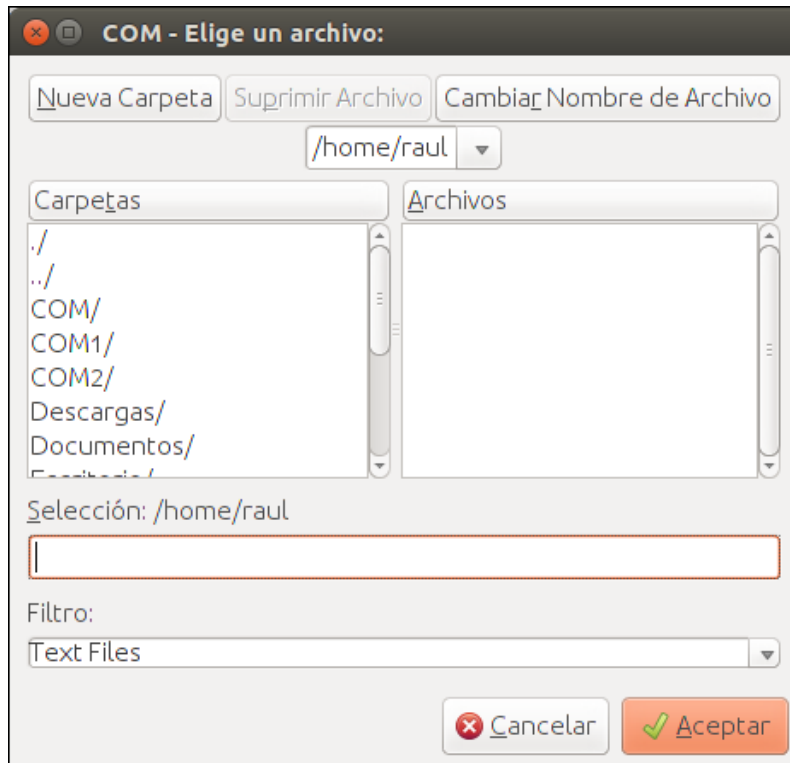 COM - Elige un archivo:
Nueva Carpeta Suprimir Archivo Cambiar Nombre de Archivo
/home/raul
Carpetas Archivos
./
../
COM/
COM1/
COM2/
Descargas/
Documentos/
Escritorio/
Selección: /home/raul
Filtro:
Text Files
Cancelar Aceptar